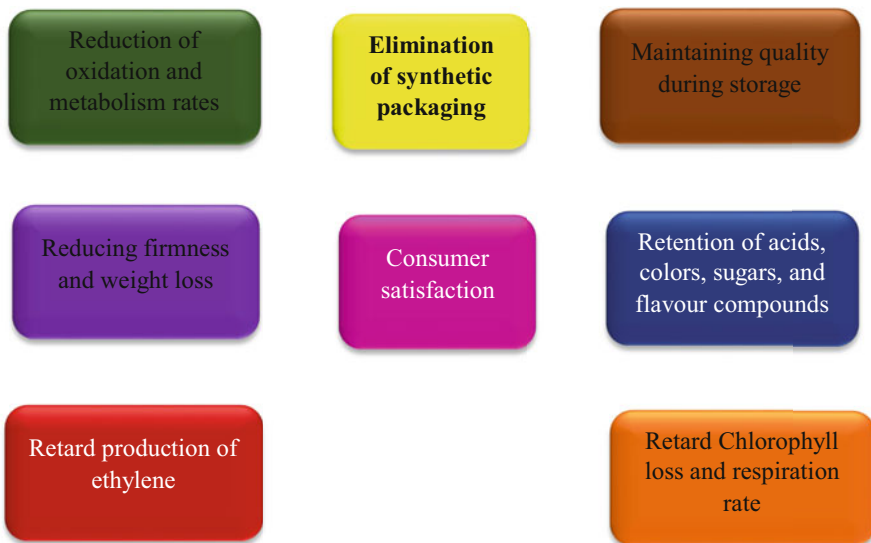 Reduction of
oxidation and
metabolism rates
Elimination
of synthetic
packaging
Maintaining quality
during storage
Reducing firmness
and weight loss
Consumer
satisfaction
Retention of acids,
colors, sugars, and
flavour compounds
Retard production of
ethylene
Retard Chlorophyll
loss and respiration
rate